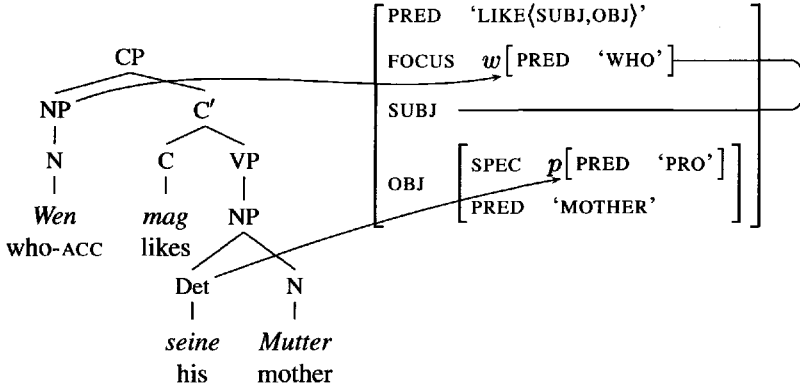 PRED 'LIKE⟨SUBJ,OBJ⟩'
FOCUS w[PRED 'WHO']
SUBJ
OBJ
SPEC p[PRED 'PRO']
PRED 'MOTHER'
CP
NP C′
N C VP
Wen mag NP
who-ACC likes
Det N
seine Mutter
his mother